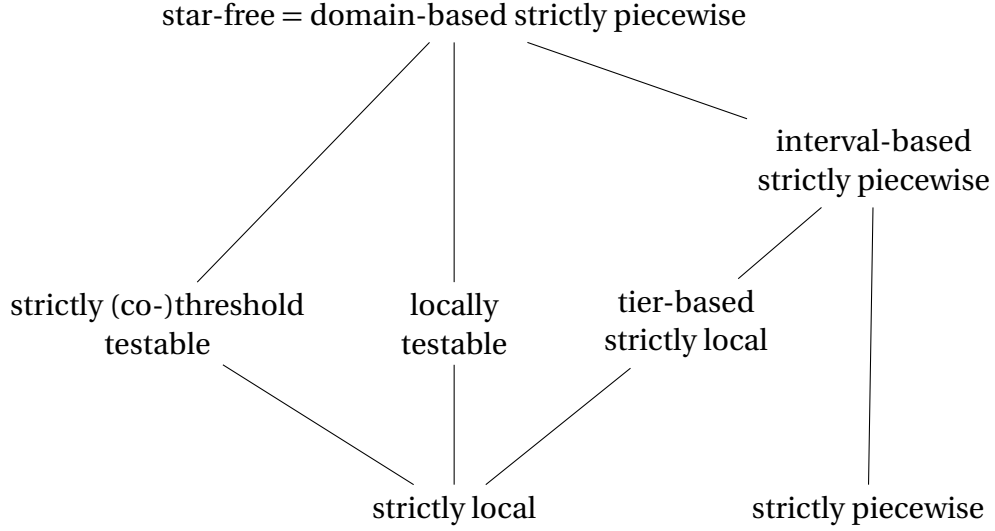 star-free = domain-based strictly piecewise
interval-based
strictly piecewise
strictly (co-)threshold
testable
locally
testable
tier-based
strictly local
strictly local
strictly piecewise